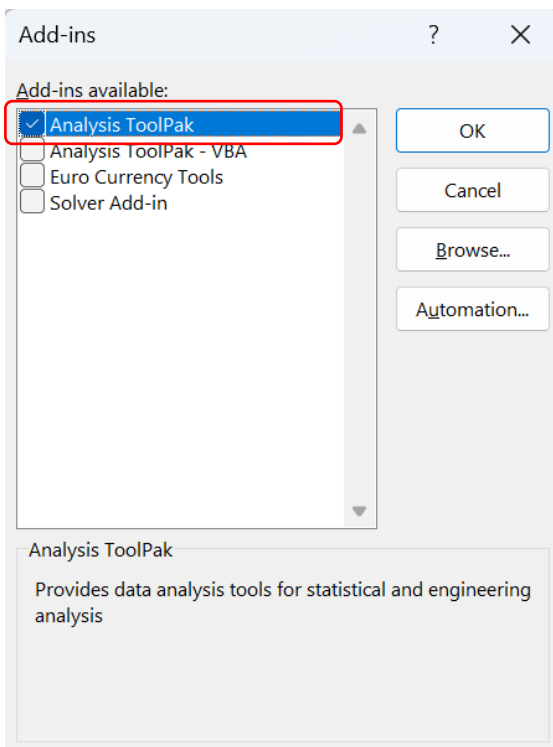 Add-ins ?
Add-ins available:
Analysis ToolPak
Analysis ToolPak - VBA
Euro Currency Tools
Solver Add-in
OK
Cancel
Browse...
Automation...
Analysis ToolPak
Provides data analysis tools for statistical and engineering
analysis